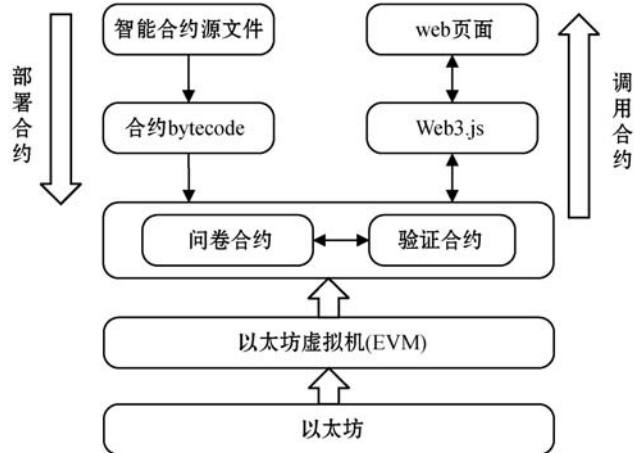 智能合约源文件
web页面
部署合约
合约bytecode
Web3.js
调用合约
问卷合约
验证合约
以太坊虚拟机(EVM)
以太坊